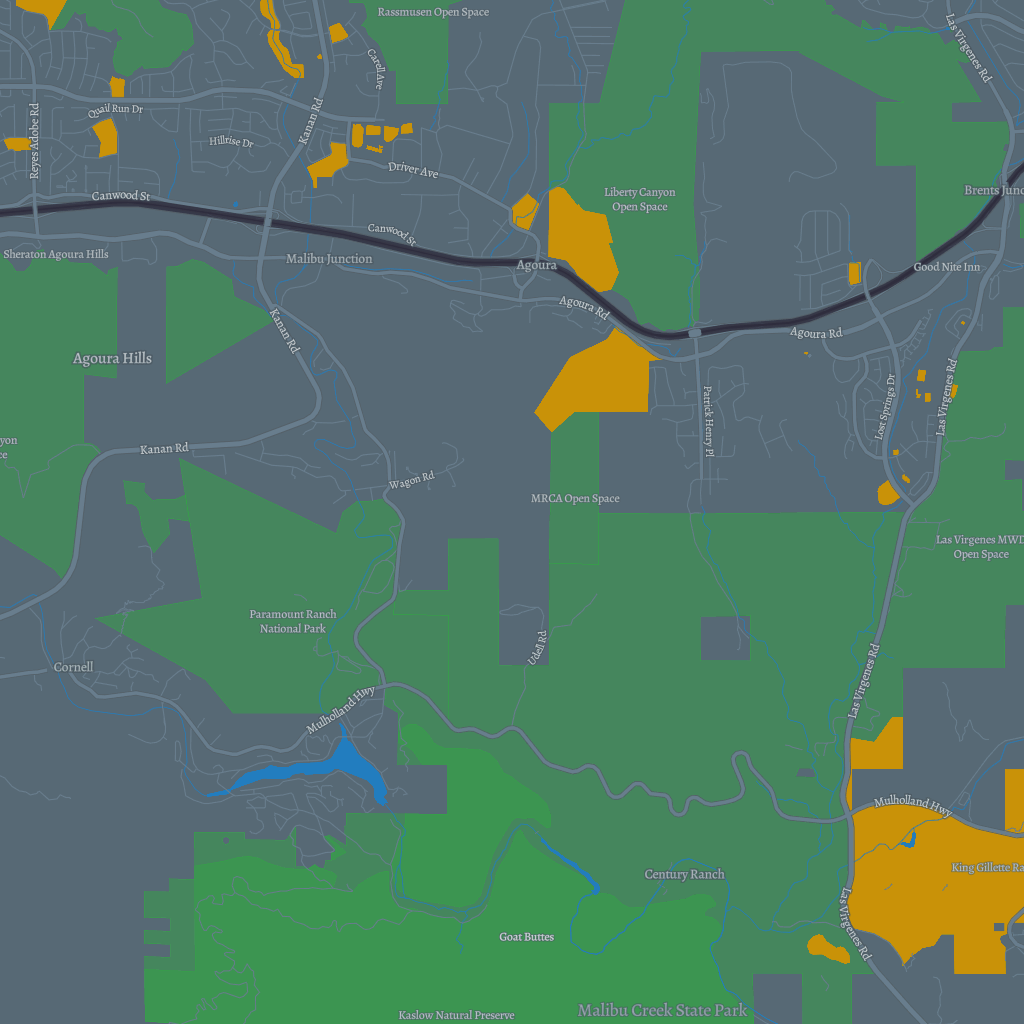 Rassmusen Open Space
Las Virgenes Rd
Carell Ave
Quail Run Dr
Kanan Rd
Reyes Adobe Rd
Hillrise Dr
Driver Ave
Liberty Canyon
Open Space
Canwood St
Canwood St
Sheraton Agoura Hills
Malibu Junction
Agoura
Good Nite Inn
Agoura Rd
Kanan Rd
Agoura Rd
Agoura Hills
Lost Springs Dr
Las Virgenes Rd
Patrick Henry Pl
Kanan Rd
Wagon Rd
MRCA Open Space
Las Virgenes MWD
Open Space
Paramount Ranch
National Park
Udell Rd
Cornell
Las Virgenes Rd
Mulholland Hwy
Mulholland Hwy
King Gillette Ra
Century Ranch
Las Virgenes Rd
Goat Buttes
Malibu Creek State Park
Kaslow Natural Preserve